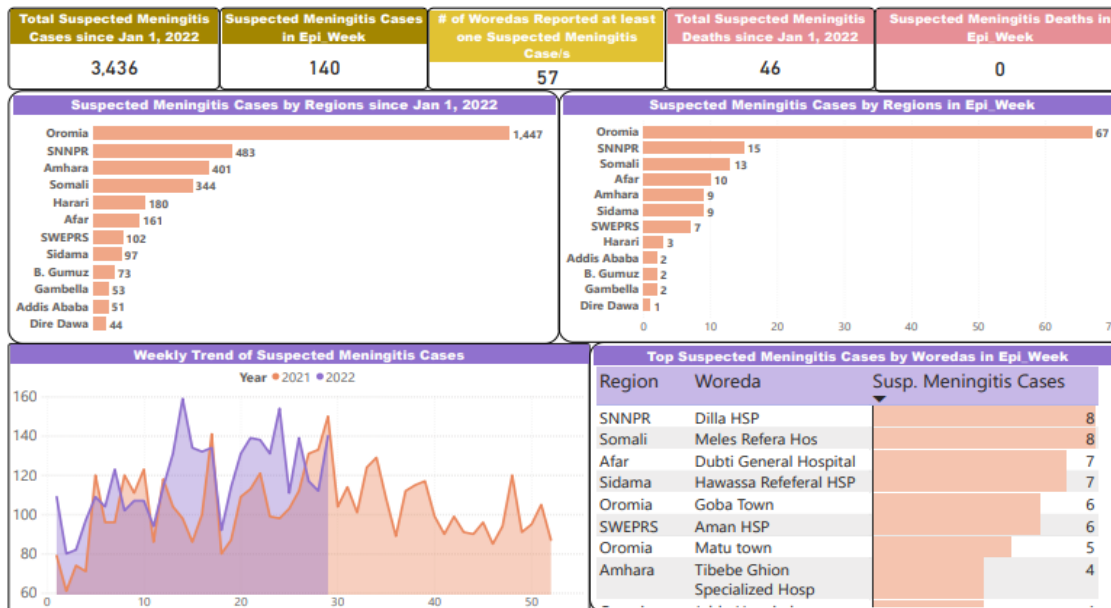 Total Suspected Meningitis
Cases since Jan 1, 2022
3,436
Suspected Meningitis Cases
in Epi_Week
140
# of Woredas Reported at least
one Suspected Meningitis
Case/s
57
Total Suspected Meningitis
Deaths since Jan 1, 2022
46
Suspected Meningitis Deaths in
Epi_Week
0
Suspected Meningitis Cases by Regions since Jan 1, 2022
Oromia 1,447
SNNPR 483
Amhara 401
Somali 344
Harari 180
Afar 161
SWEPRS 102
Sidama 97
B. Gumuz 73
Gambella 53
Addis Ababa 51
Dire Dawa 44
Suspected Meningitis Cases by Regions in Epi_Week
Oromia 67
SNNPR 15
Somali 13
Afar 10
Amhara 9
Sidama 9
SWEPRS 7
Harari 3
Addis Ababa 2
B. Gumuz 2
Gambella 2
Dire Dawa 1
0 10 20 30 40 50 60
Weekly Trend of Suspected Meningitis Cases
Year 2021 2022
160
140
120
100
80
60
0 10 20 30 40 50
Top Suspected Meningitis Cases by Woredas in Epi_Week
Region Woreda Susp. Meningitis Cases
SNNPR Dilla HSP 8
Somali Meles Refera Hos 8
Afar Dubti General Hospital 7
Sidama Hawassa Refeferal HSP 7
Oromia Goba Town 6
SWEPRS Aman HSP 6
Oromia Matu town 5
Amhara Tibebe Ghion 4
Specialized Hosp